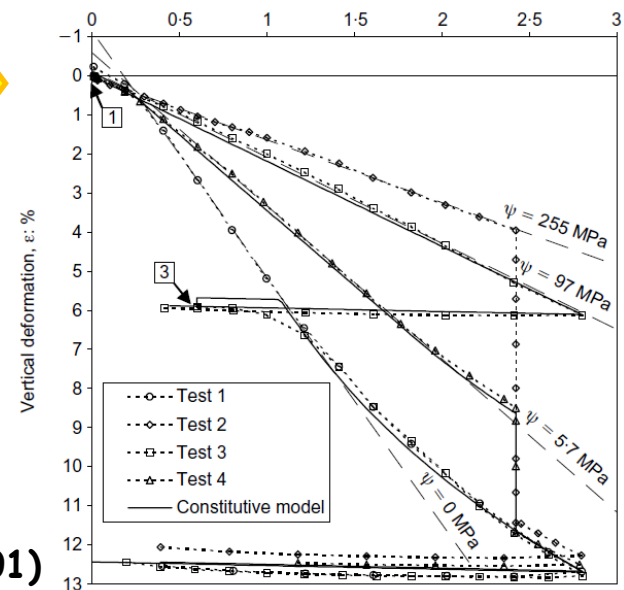 0·5 1 1·5 2 2·5 3
−1
0
1
2
3
4
5
6
7
8
9
10
11
12
13
Vertical deformation, ε: %
1
3
ψ = 255 MPa
ψ = 97 MPa
ψ = 5·7 MPa
ψ = 0 MPa
Test 1
Test 2
Test 3
Test 4
Constitutive model
01)